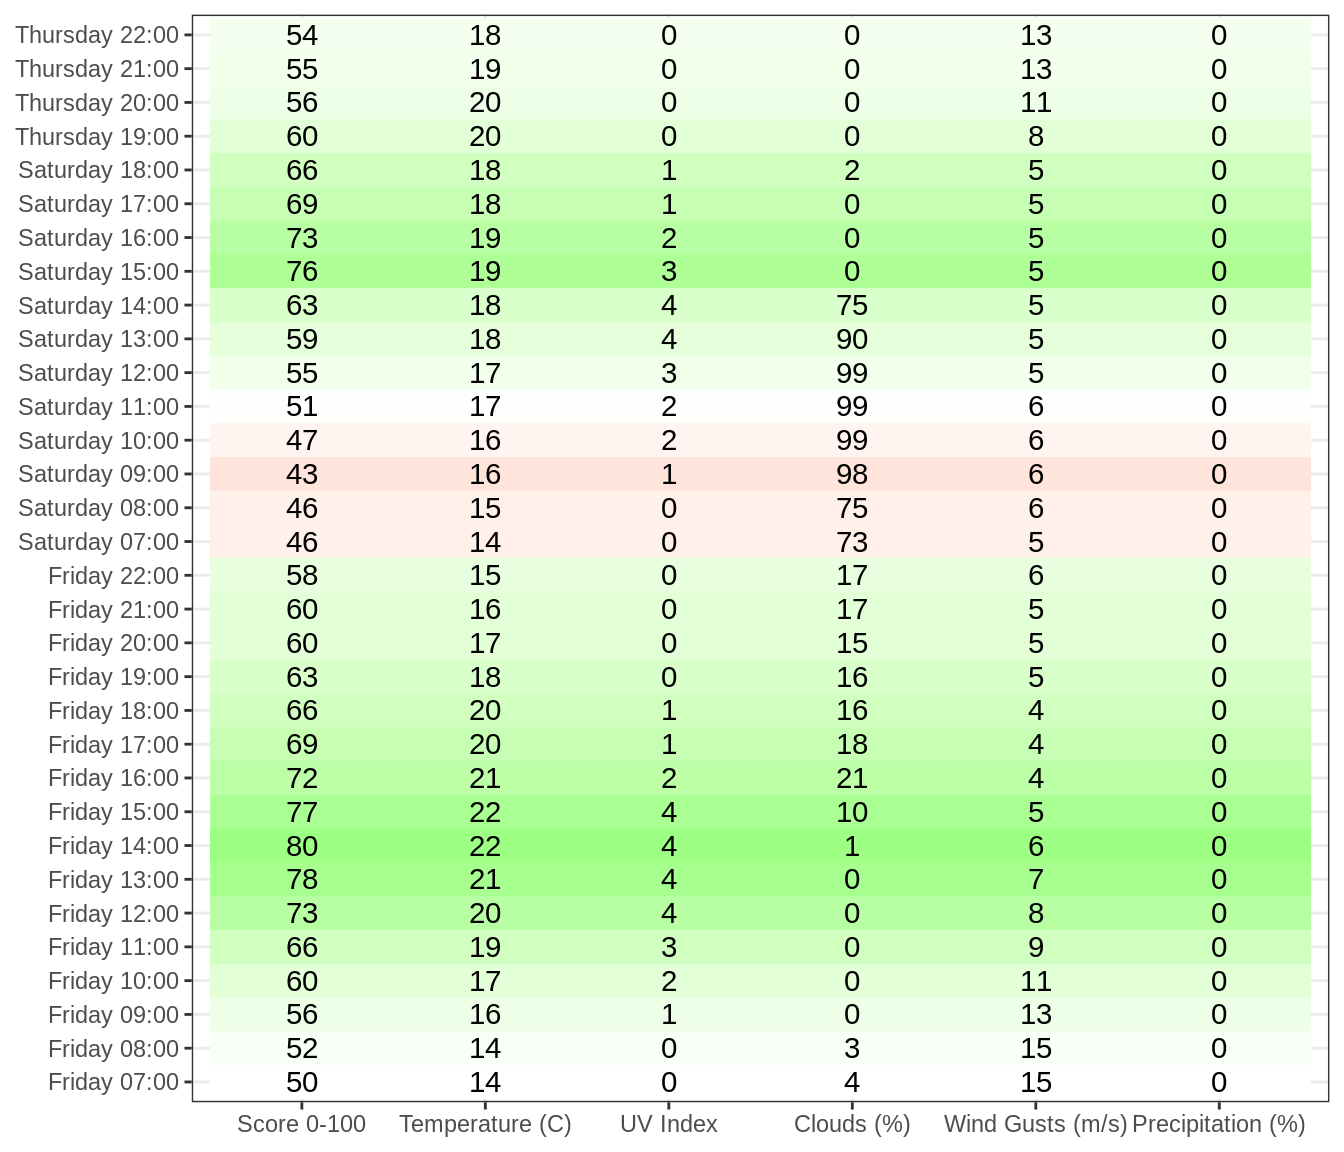 Thursday 22:00 54 18 0 0 13 0
Thursday 21:00 55 19 0 0 13 0
Thursday 20:00 56 20 0 0 11 0
Thursday 19:00 60 20 0 0 8 0
Saturday 18:00 66 18 1 2 5 0
Saturday 17:00 69 18 1 0 5 0
Saturday 16:00 73 19 2 0 5 0
Saturday 15:00 76 19 3 0 5 0
Saturday 14:00 63 18 4 75 5 0
Saturday 13:00 59 18 4 90 5 0
Saturday 12:00 55 17 3 99 5 0
Saturday 11:00 51 17 2 99 6 0
Saturday 10:00 47 16 2 99 6 0
Saturday 09:00 43 16 1 98 6 0
Saturday 08:00 46 15 0 75 6 0
Saturday 07:00 46 14 0 73 5 0
Friday 22:00 58 15 0 17 6 0
Friday 21:00 60 16 0 17 5 0
Friday 20:00 60 17 0 15 5 0
Friday 19:00 63 18 0 16 5 0
Friday 18:00 66 20 1 16 4 0
Friday 17:00 69 20 1 18 4 0
Friday 16:00 72 21 2 21 4 0
Friday 15:00 77 22 4 10 5 0
Friday 14:00 80 22 4 1 6 0
Friday 13:00 78 21 4 0 7 0
Friday 12:00 73 20 4 0 8 0
Friday 11:00 66 19 3 0 9 0
Friday 10:00 60 17 2 0 11 0
Friday 09:00 56 16 1 0 13 0
Friday 08:00 52 14 0 3 15 0
Friday 07:00 50 14 0 4 15 0
Score 0-100 Temperature (C) UV Index Clouds (%) Wind Gusts (m/s) Precipitation (%)